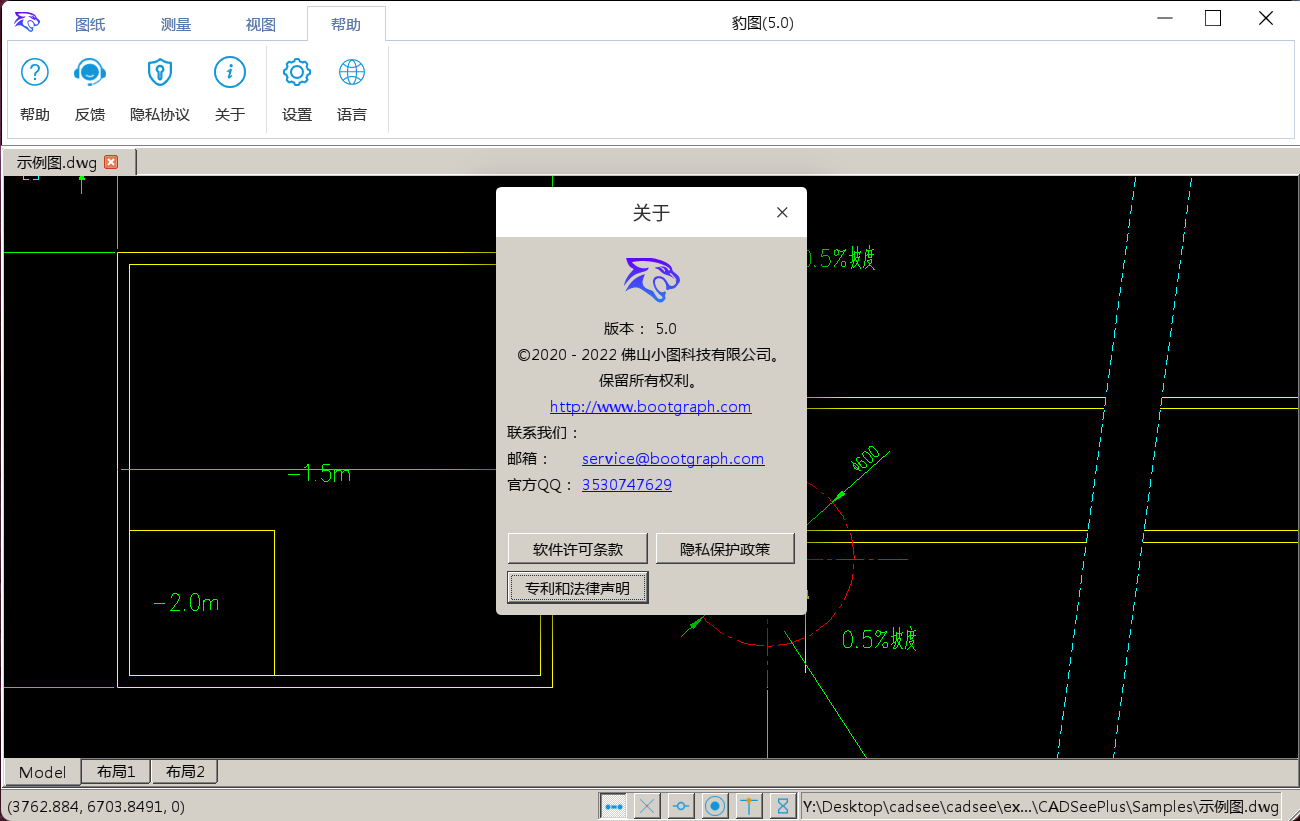 图纸 测量 视图 帮助 豹图(5.0)
帮助 反馈 隐私协议 关于 设置 语言
示例图.dwg
关于
0.5%坡度
版本： 5.0
©2020 - 2022 佛山小图科技有限公司。
保留所有权利。
http://www.bootgraph.com
联系我们：
邮箱： service@bootgraph.com
官方QQ： 3530747629
-1.5m
ϕ600
软件许可条款 隐私保护政策
专利和法律声明
-2.0m
0.5%坡度
Model 布局1 布局2
(3762.884, 6703.8491, 0) Y:\Desktop\cadsee\cadsee\ex...\CADSeePlus\Samples\示例图.dwg